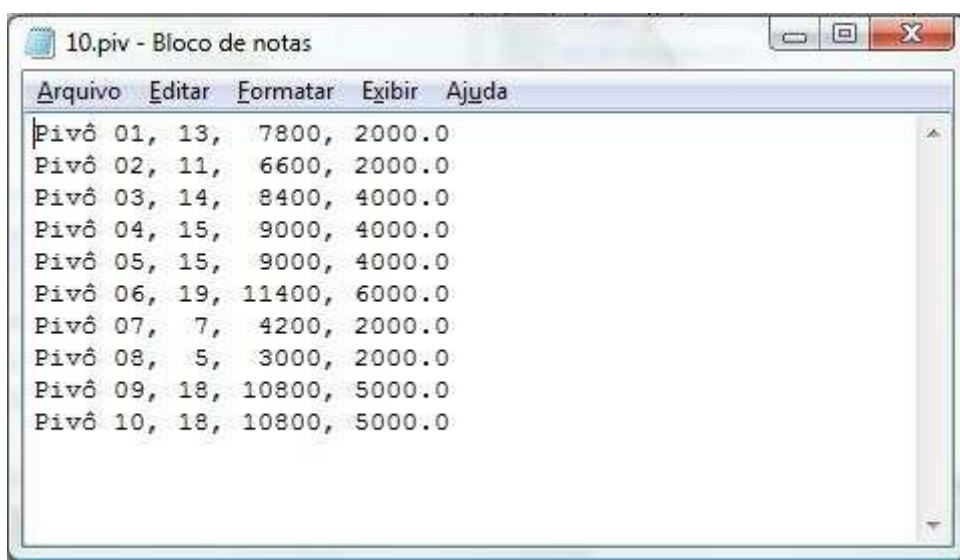 10.piv - Bloco de notas
Arquivo Editar Formatar Exibir Ajuda
Pivô 01, 13,  7800, 2000.0
Pivô 02, 11,  6600, 2000.0
Pivô 03, 14,  8400, 4000.0
Pivô 04, 15,  9000, 4000.0
Pivô 05, 15,  9000, 4000.0
Pivô 06, 19, 11400, 6000.0
Pivô 07,  7,  4200, 2000.0
Pivô 08,  5,  3000, 2000.0
Pivô 09, 18, 10800, 5000.0
Pivô 10, 18, 10800, 5000.0